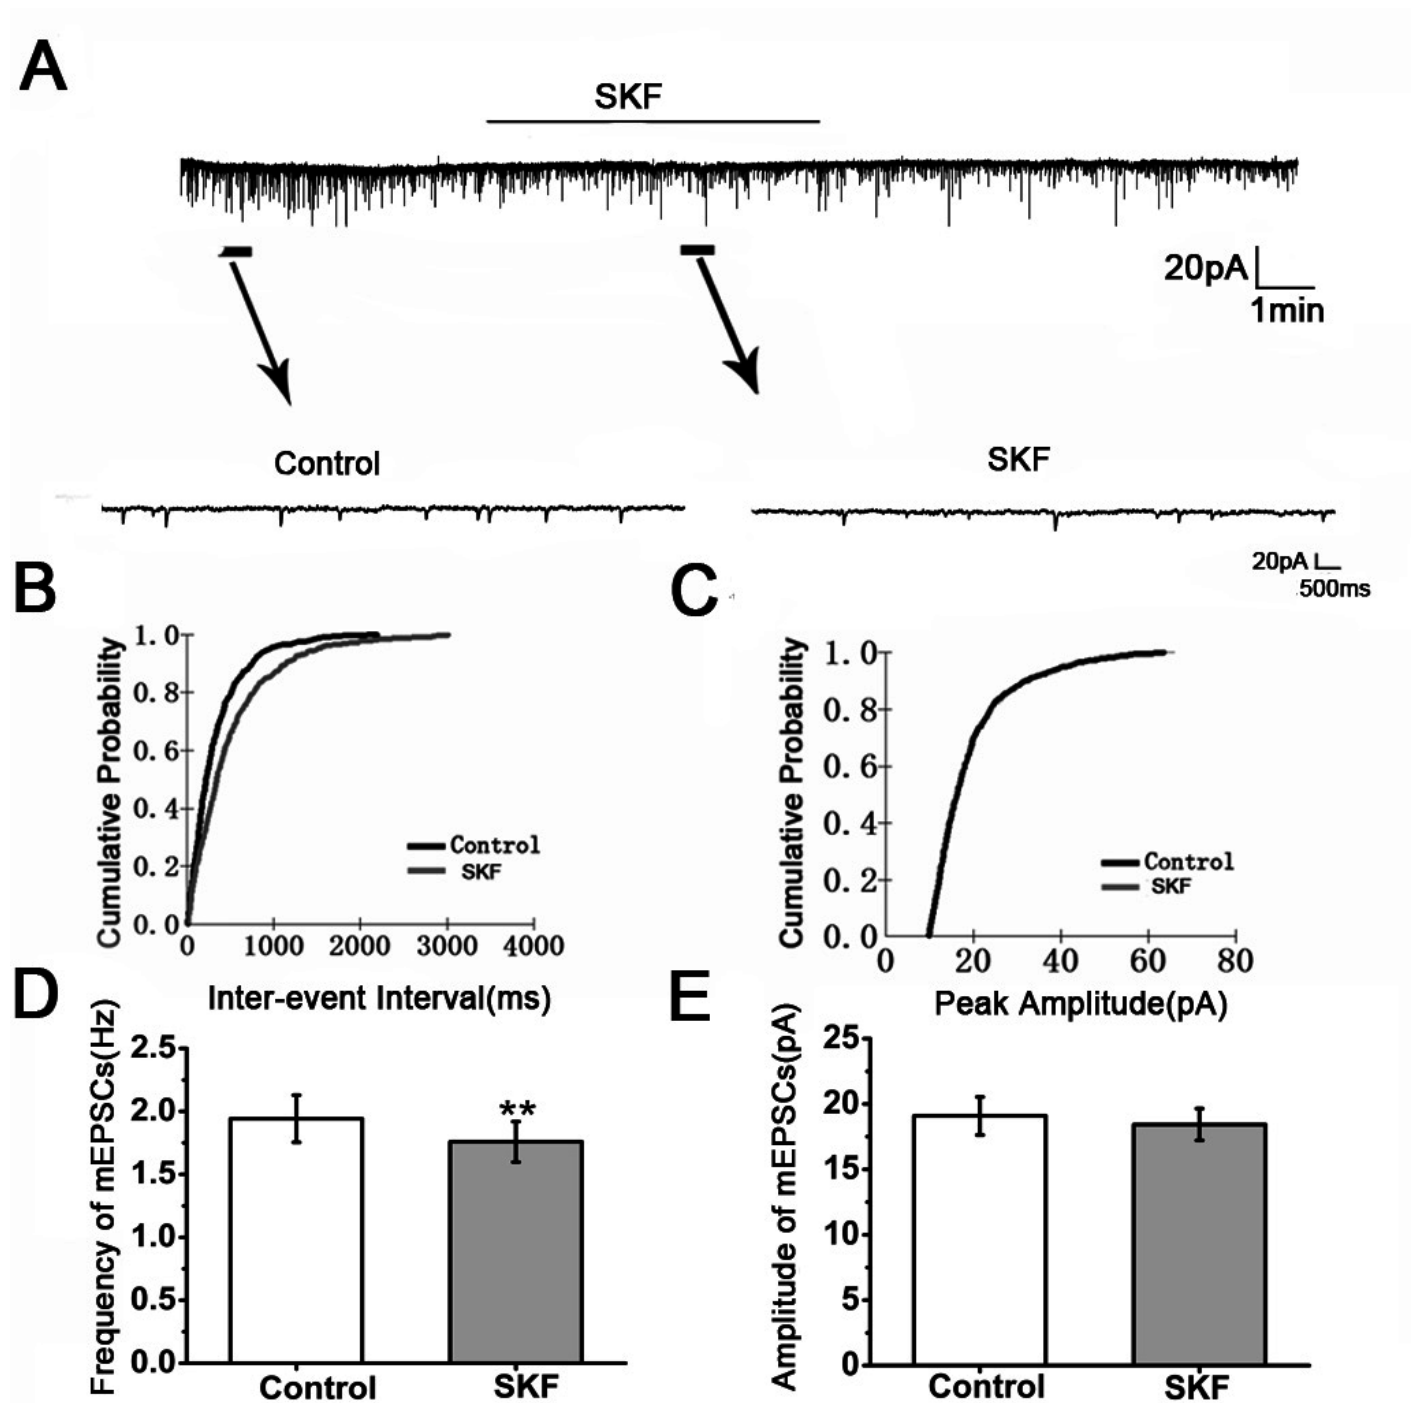 A
SKF
20pA
1min
Control
SKF
20pA
500ms
B
Cumulative Probability
1.0
0.8
0.6
0.4
0.2
0.0
0 1000 2000 3000 4000
Control
SKF
Inter-event Interval(ms)
C
Cumulative Probability
1.0
0.8
0.6
0.4
0.2
0.0
0 20 40 60 80
Control
SKF
Peak Amplitude(pA)
D
Frequency of mEPSCs(Hz)
2.5
2.0
1.5
1.0
0.5
0.0
**
Control SKF
E
Amplitude of mEPSCs(pA)
25
20
15
10
5
0
Control SKF